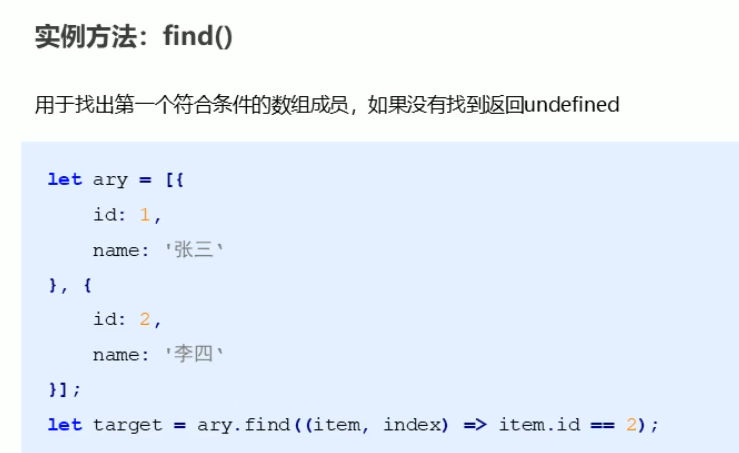 实例方法：find()
用于找出第一个符合条件的数组成员，如果没有找到返回undefined
let ary = [{
    id: 1,
    name: '张三‘
}, {
    id: 2,
    name: '李四‘
}];
let target = ary.find((item, index) => item.id == 2);